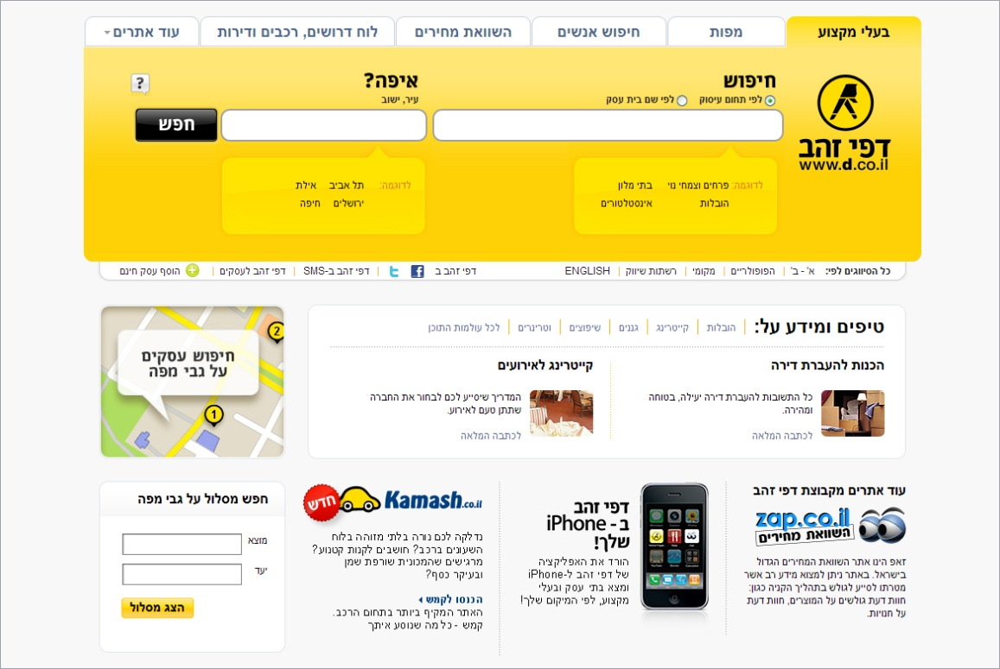 בעלי מקצוע
מפות
חיפוש אנשים
השוואת מחירים
לוח דרושים, רכבים ודירות
עוד אתרים
דפי זהב
www.d.co.il
חיפוש
לפי תחום עיסוק
לפי שם בית עסק
איפה?
עיר, ישוב
?
חפש
לדוגמה: פרחים וצמחי נוי בתי מלון
הובלות אינסטלטורים
לדוגמה: תל אביב אילת
ירושלים חיפה
כל הסיווגים לפי: א' - ב' | הפופולריים | מקומי | רשתות שיווק | ENGLISH
דפי זהב ב
דפי זהב ב-SMS | דפי זהב לעסקים | הוסף עסק חינם
טיפים ומידע על: הובלות | קייטרינג | גננים | שיפוצים | וטרינרים | לכל עולמות התוכן
הכנות להעברת דירה
כל התשובות להעברת דירה יעילה, בטוחה
ומהירה.
לכתבה המלאה
קייטרינג לאירועים
המדריך שיסייע לכם לבחור את החברה
שתתן טעם לאירוע.
לכתבה המלאה
חיפוש עסקים
על גבי מפה
1
2
עוד אתרים מקבוצת דפי זהב
zap.co.il
השוואת מחירים
זאפ הינו אתר השוואת המחירים הגדול
בישראל. באתר ניתן למצוא מידע רב אשר
מטרתו לסייע לגולש בתהליך הקניה כגון:
חוות דעת גולשים על המוצרים, חוות דעת
על חנויות.
דפי זהב
ב - iPhone
שלך!
הורד את האפליקציה
של דפי זהב ל-iPhone
ומצא בתי עסק ובעלי
מקצוע, לפי המיקום שלך!
Kamash.co.il
חדש
נדלקה לכם נורה בלתי מזוהה בלוח
השעונים ברכב? חושבים לקנות קטנוע?
מרגישים שהמכונית שורפת שמן
ובעיקר כסף?
הכנסו לקמש
האתר המקיף ביותר בתחום הרכב.
קמש - כל מה שנוסע איתך
חפש מסלול על גבי מפה
מוצא
יעד
הצג מסלול